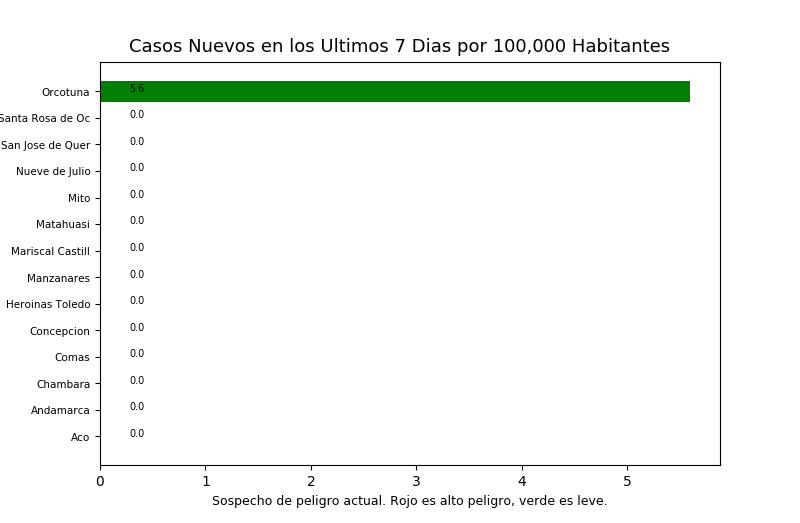 Casos Nuevos en los Ultimos 7 Dias por 100,000 Habitantes
Orcotuna 5.6
Santa Rosa de Oc 0.0
San Jose de Quer 0.0
Nueve de Julio 0.0
Mito 0.0
Matahuasi 0.0
Mariscal Castill 0.0
Manzanares 0.0
Heroinas Toledo 0.0
Concepcion 0.0
Comas 0.0
Chambara 0.0
Andamarca 0.0
Aco 0.0
0 1 2 3 4 5
Sospecho de peligro actual. Rojo es alto peligro, verde es leve.